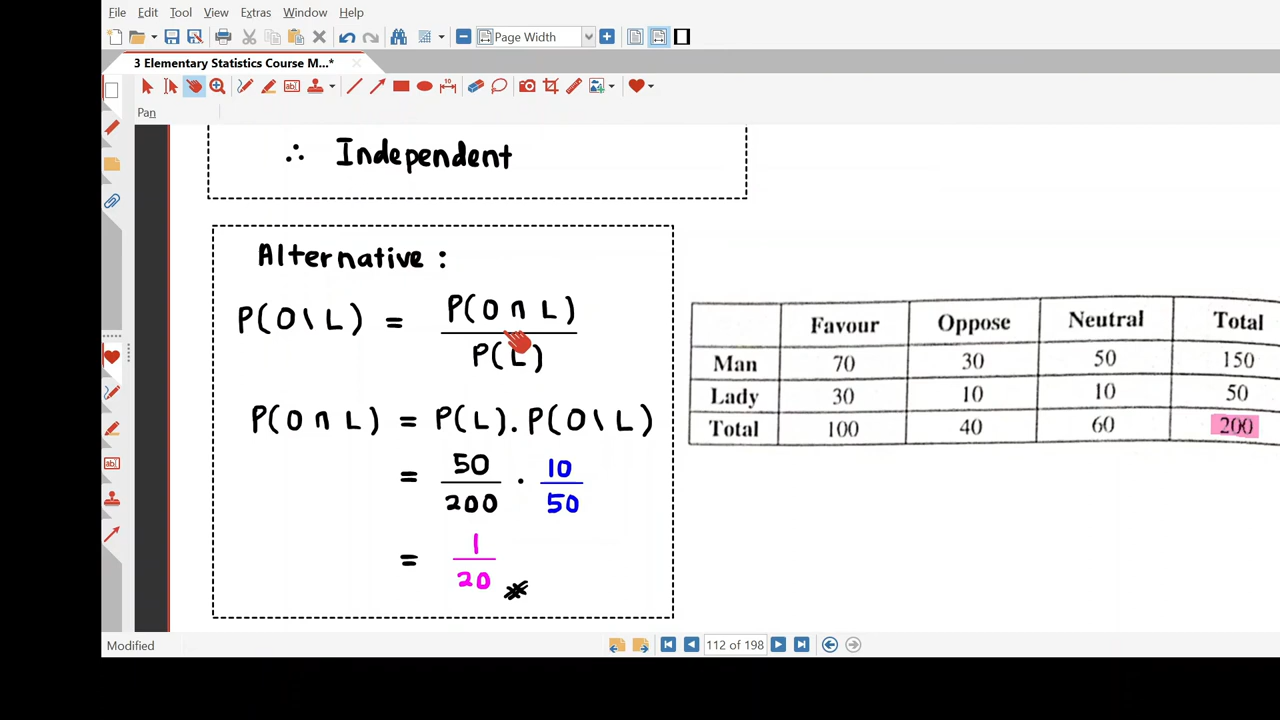 File Edit Tool View Extras Window Help
Page Width
3 Elementary Statistics Course M...*
Pan
∴ Independent
Alternative :
P(O\L) = P(O∩L) / P(L)
P(O∩L) = P(L).P(O\L)
= 50/200 · 10/50
= 1/20
Favour Oppose Neutral Total
Man 70 30 50 150
Lady 30 10 10 50
Total 100 40 60 200
Modified 112 of 198